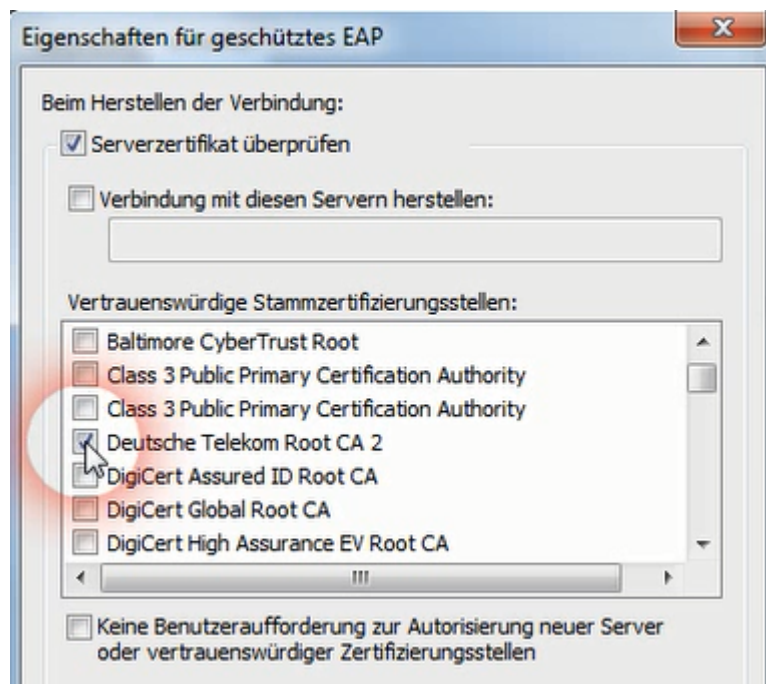 Eigenschaften für geschütztes EAP
Beim Herstellen der Verbindung:
Serverzertifikat überprüfen
Verbindung mit diesen Servern herstellen:
Vertrauenswürdige Stammzertifizierungsstellen:
Baltimore CyberTrust Root
Class 3 Public Primary Certification Authority
Class 3 Public Primary Certification Authority
Deutsche Telekom Root CA 2
DigiCert Assured ID Root CA
DigiCert Global Root CA
DigiCert High Assurance EV Root CA
Keine Benutzeraufforderung zur Autorisierung neuer Server
oder vertrauenswürdiger Zertifizierungsstellen